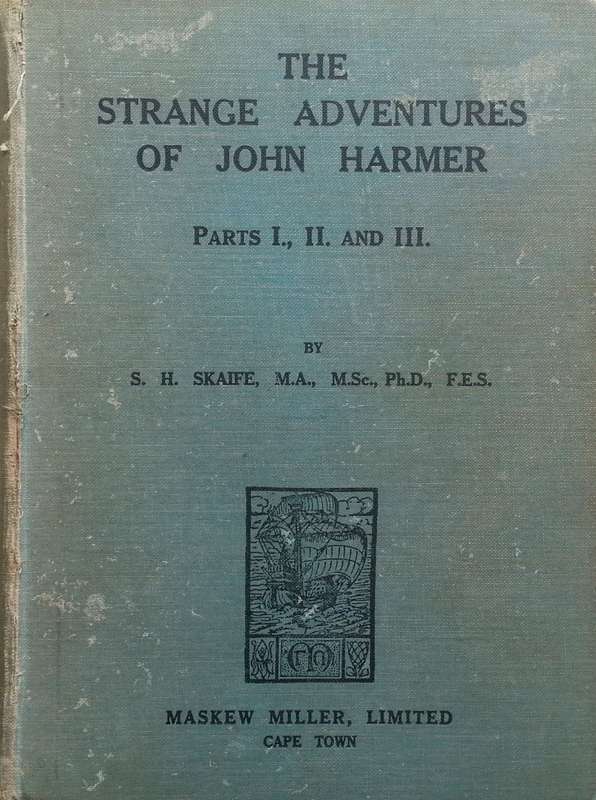 THE
STRANGE ADVENTURES
OF JOHN HARMER
PARTS I., II. AND III.
BY
S. H. SKAIFE, M.A., M.Sc., Ph.D., F.E.S.
MM
MASKEW MILLER, LIMITED
CAPE TOWN